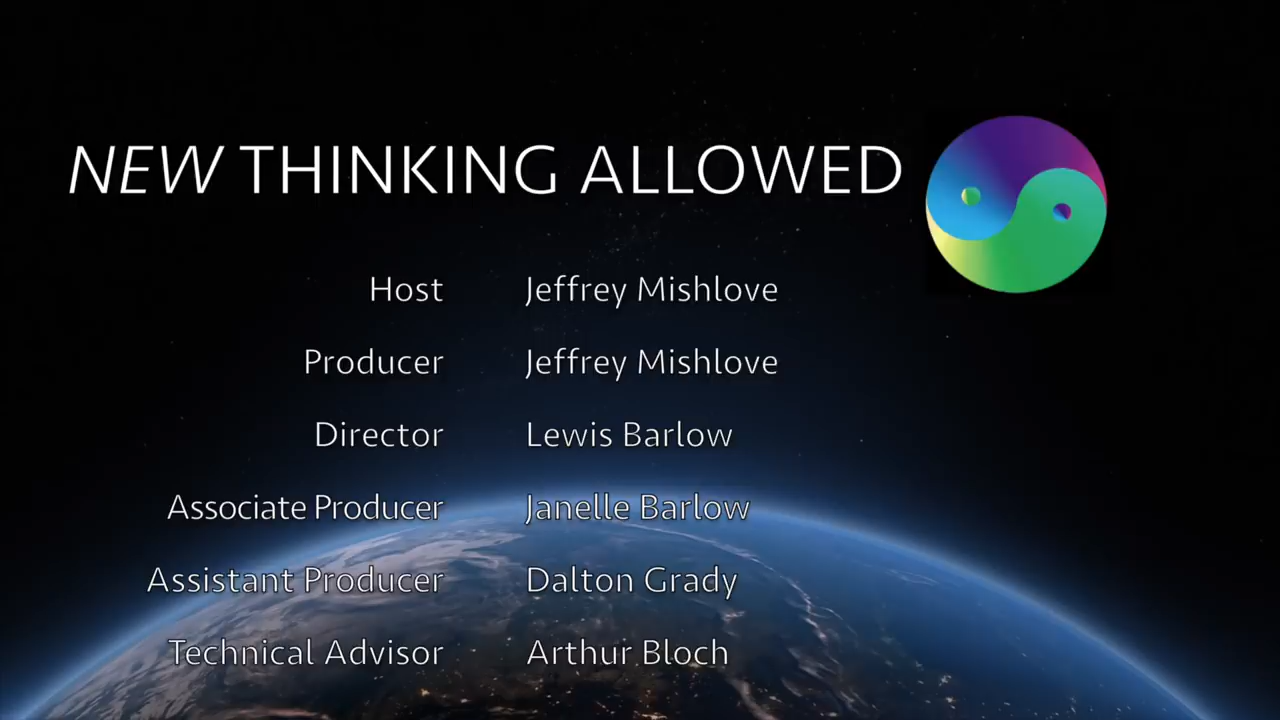 NEW THINKING ALLOWED
Host Jeffrey Mishlove
Producer Jeffrey Mishlove
Director Lewis Barlow
Associate Producer Janelle Barlow
Assistant Producer Dalton Grady
Technical Advisor Arthur Bloch